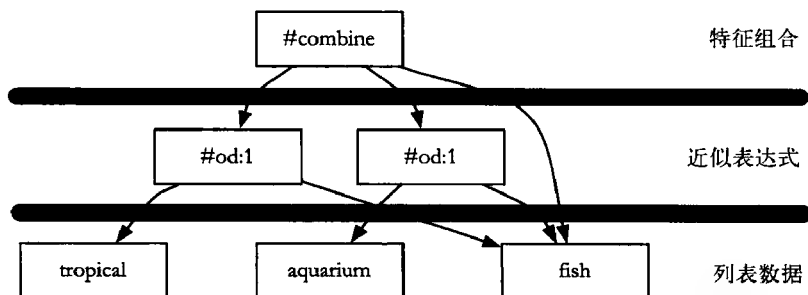 #combine
特征组合
#od:1
#od:1
近似表达式
tropical
aquarium
fish
列表数据